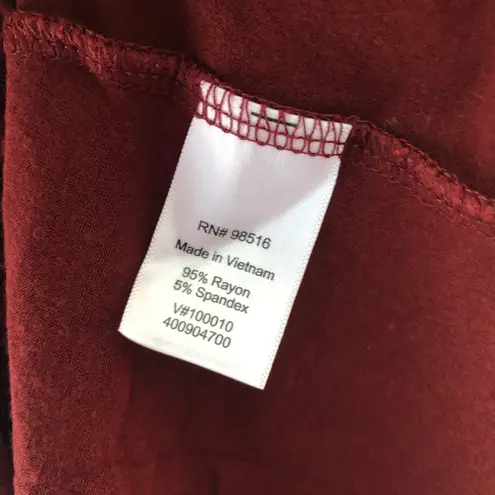 RN# 98516
Made in Vietnam
95% Rayon
5% Spandex
V#100010
400904700